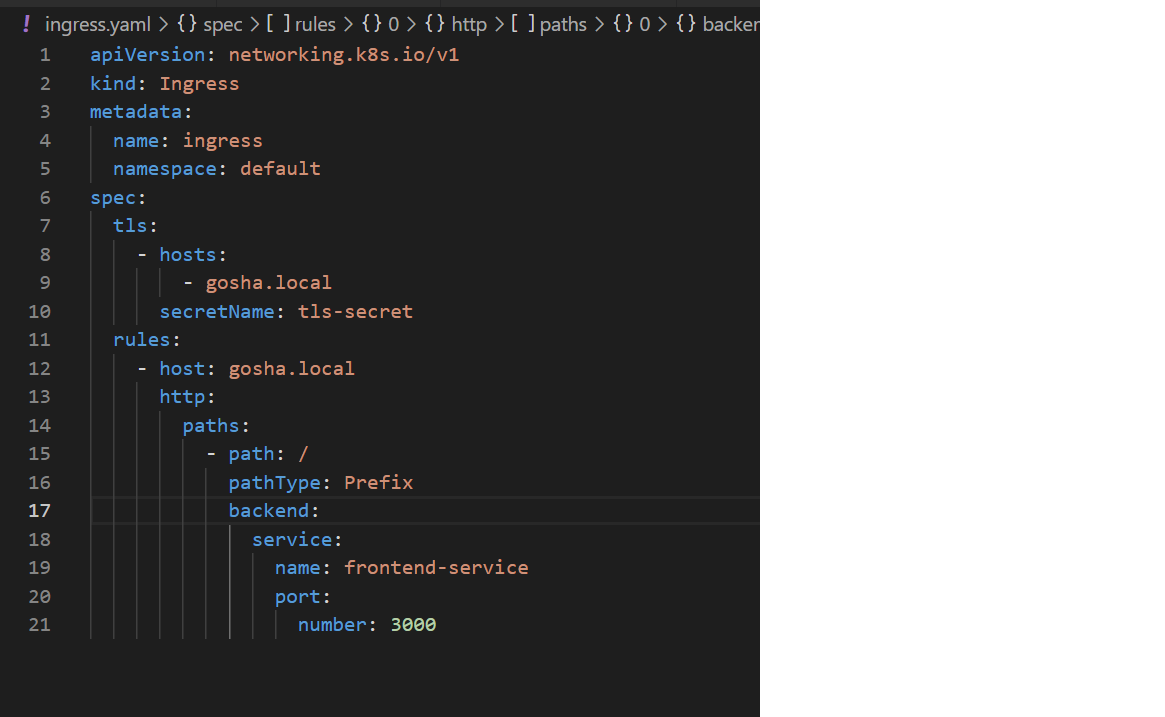 ! ingress.yaml > {} spec > [ ] rules > {} 0 > {} http > [ ] paths > {} 0 > {} backen
1 apiVersion: networking.k8s.io/v1
2 kind: Ingress
3 metadata:
4   name: ingress
5   namespace: default
6 spec:
7   tls:
8     - hosts:
9         - gosha.local
10       secretName: tls-secret
11   rules:
12     - host: gosha.local
13       http:
14         paths:
15           - path: /
16             pathType: Prefix
17             backend:
18               service:
19                 name: frontend-service
20                 port:
21                   number: 3000